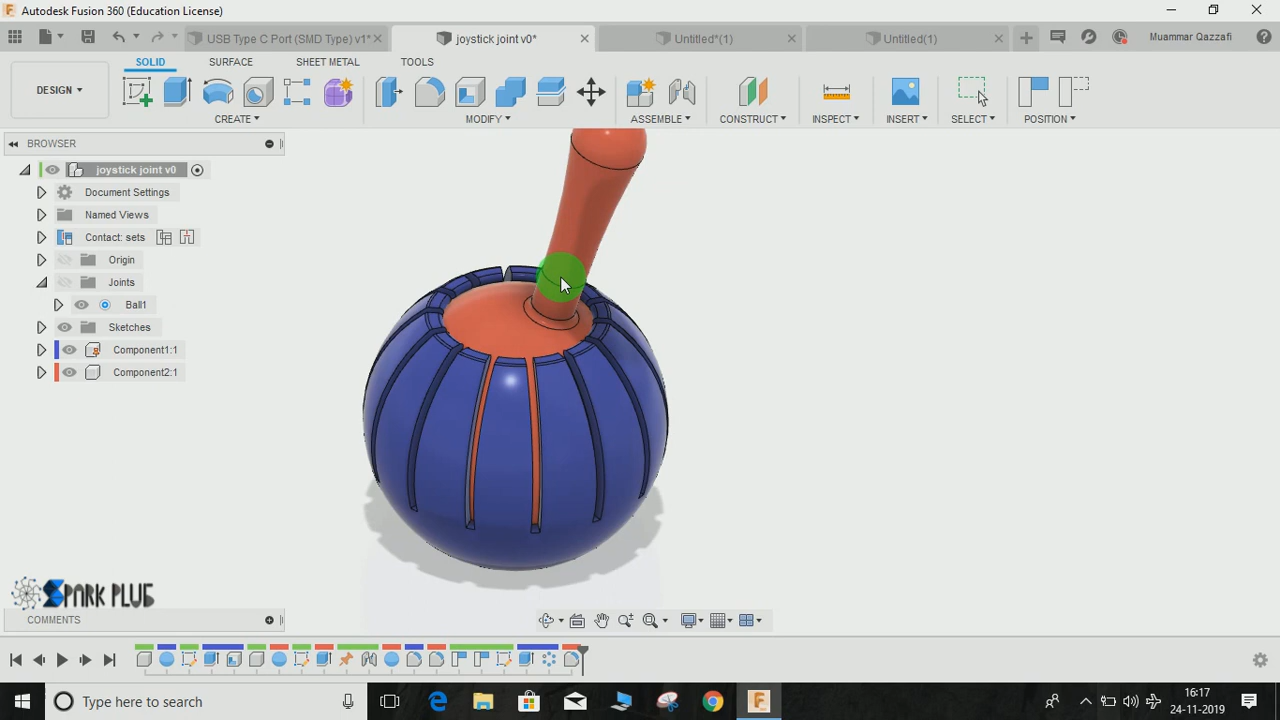 Autodesk Fusion 360 (Education License)
USB Type C Port (SMD Type) v1*
joystick joint v0*
Untitled*(1)
Untitled(1)
Muammar Qazzafi
DESIGN
SOLID
SURFACE
SHEET METAL
TOOLS
CREATE
MODIFY
ASSEMBLE
CONSTRUCT
INSPECT
INSERT
SELECT
POSITION
BROWSER
joystick joint v0
Document Settings
Named Views
Contact: sets
Origin
Joints
Ball1
Sketches
Component1:1
Component2:1
SPARK PLUG
COMMENTS
Type here to search
16:17
24-11-2019